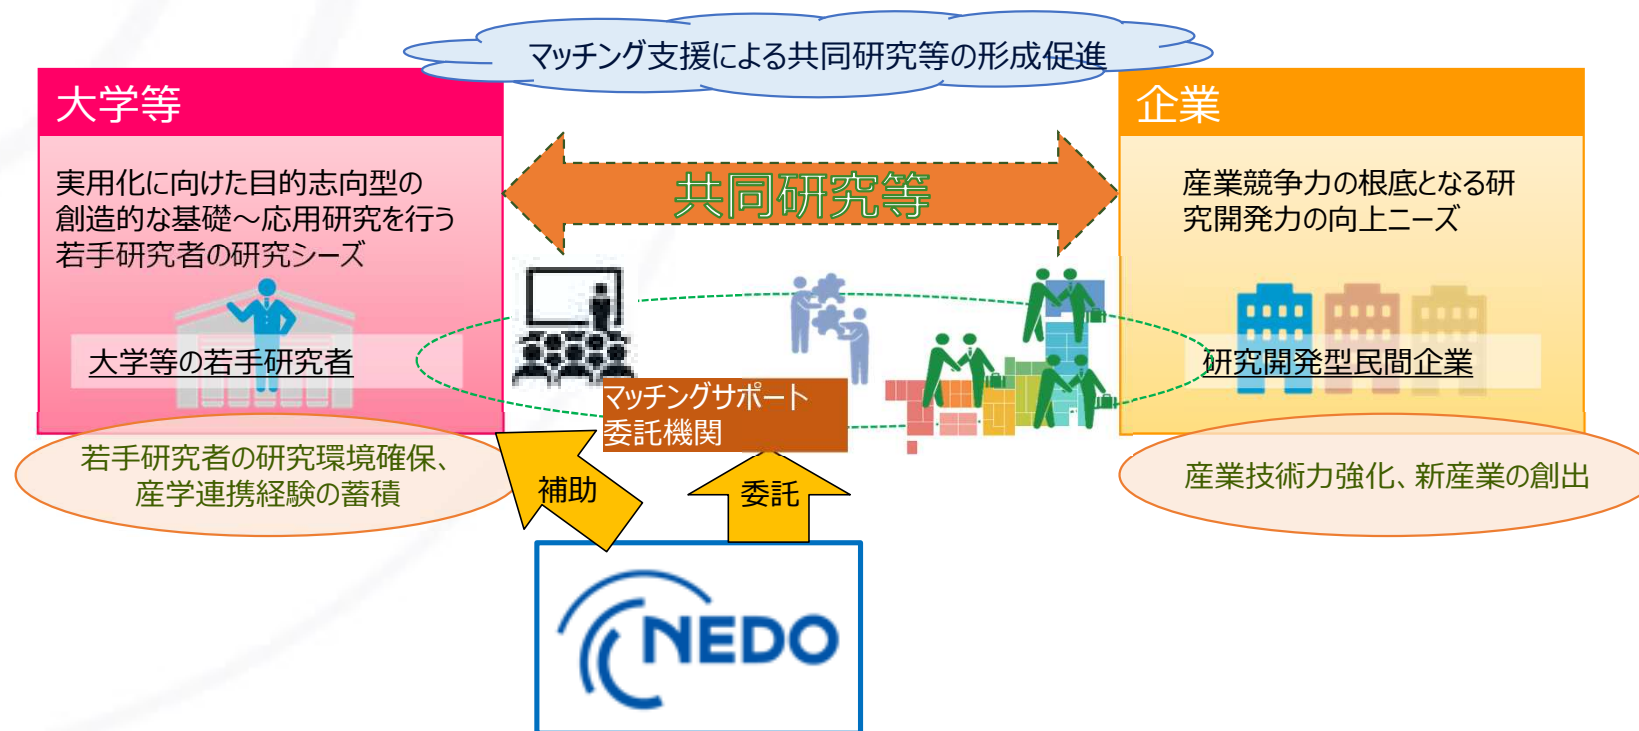 マッチング支援による共同研究等の形成促進
大学等
実用化に向けた目的志向型の
創造的な基礎～応用研究を行う
若手研究者の研究シーズ
大学等の若手研究者
若手研究者の研究環境確保、
産学連携経験の蓄積
共同研究等
マッチングサポート
委託機関
補助
委託
NEDO
企業
産業競争力の根底となる研
究開発力の向上ニーズ
研究開発型民間企業
産業技術力強化、新産業の創出